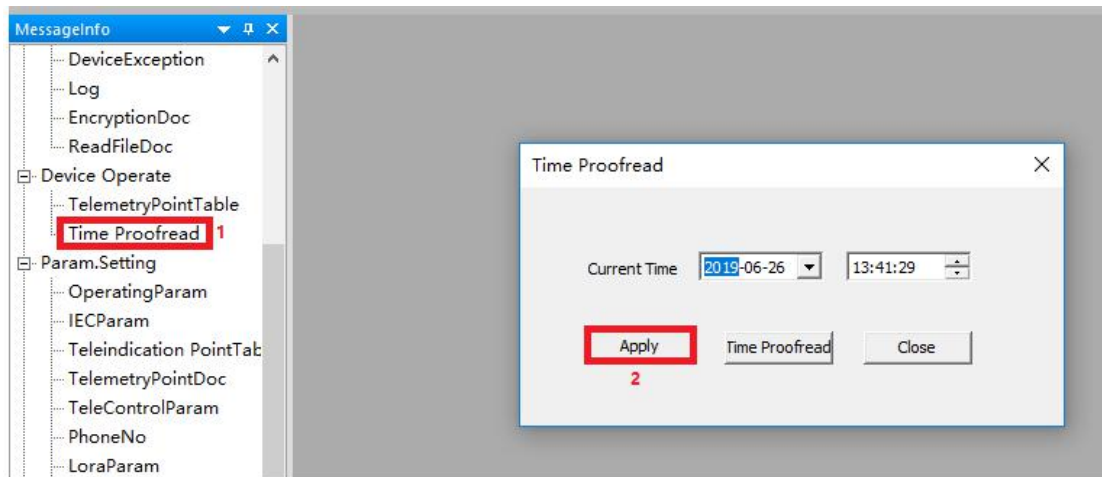 MessageInfo
DeviceException
Log
EncryptionDoc
ReadFileDoc
Device Operate
TelemetryPointTable
Time Proofread 1
Param.Setting
OperatingParam
IECParam
Teleindication PointTab
TelemetryPointDoc
TeleControlParam
PhoneNo
LoraParam
Time Proofread
Current Time 2019-06-26 13:41:29
Apply Time Proofread Close
2